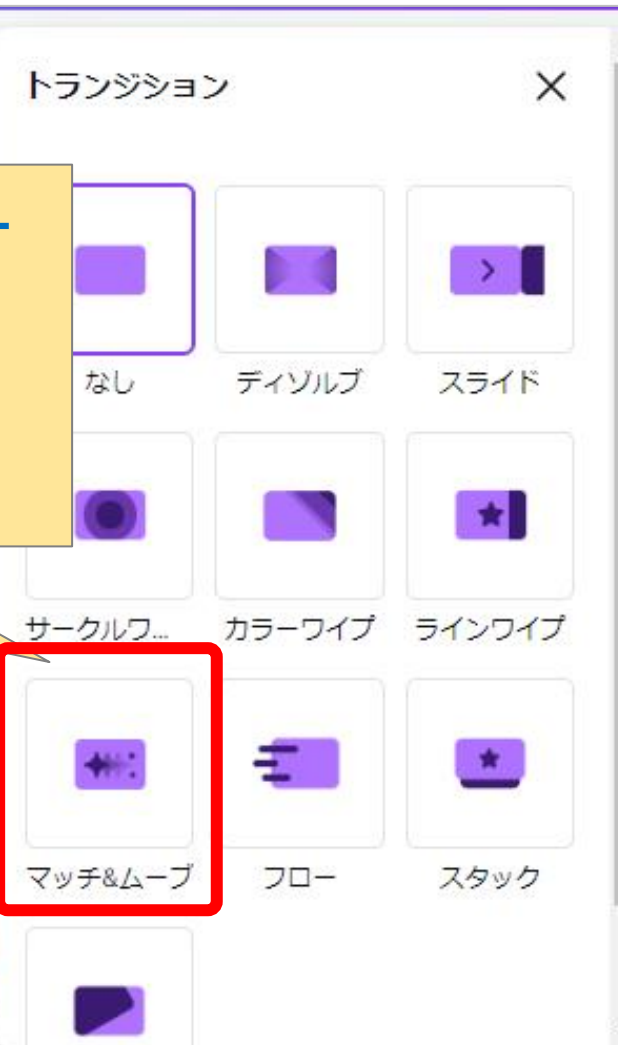 トランジション
なし
ディゾルブ
スライド
サークルワ...
カラーワイプ
ラインワイプ
マッチ&ムーブ
フロー
スタック